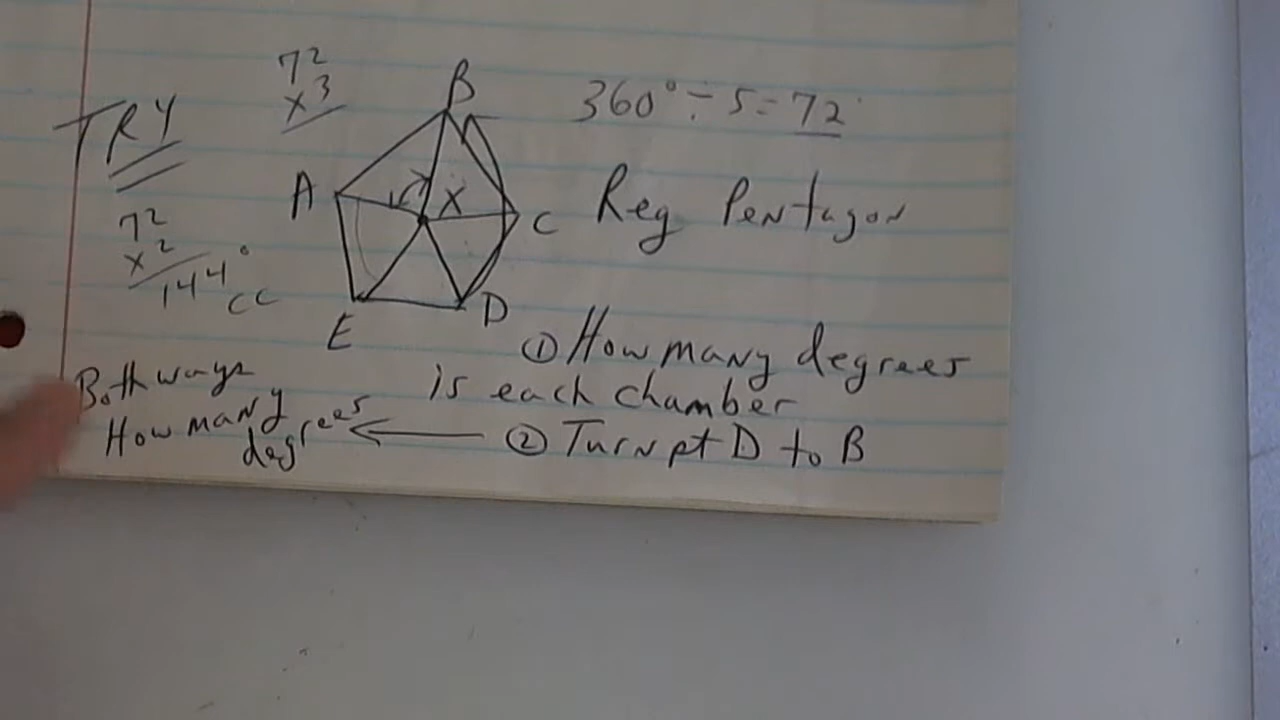 TRY
72
x3
72
x2
144°
CC
B
A
X
C
E
D
360° ÷ 5 = 72
Reg Pentagon
① How many degrees
is each chamber
② Turn pt D to B
Both ways
How many
degrees